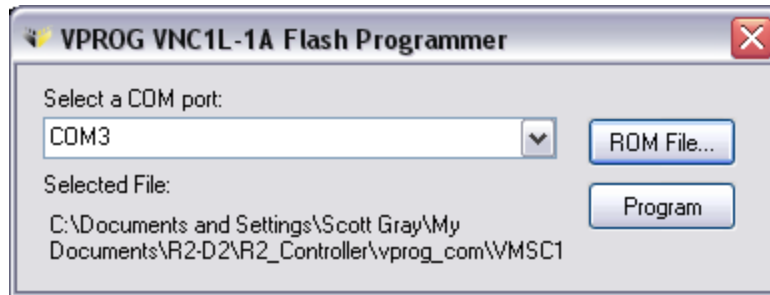 VPROG VNC1L-1A Flash Programmer
Select a COM port:
COM3
ROM File...
Selected File:
Program
C:\Documents and Settings\Scott Gray\My
Documents\R2-D2\R2_Controller\vprog_com\VMSC1